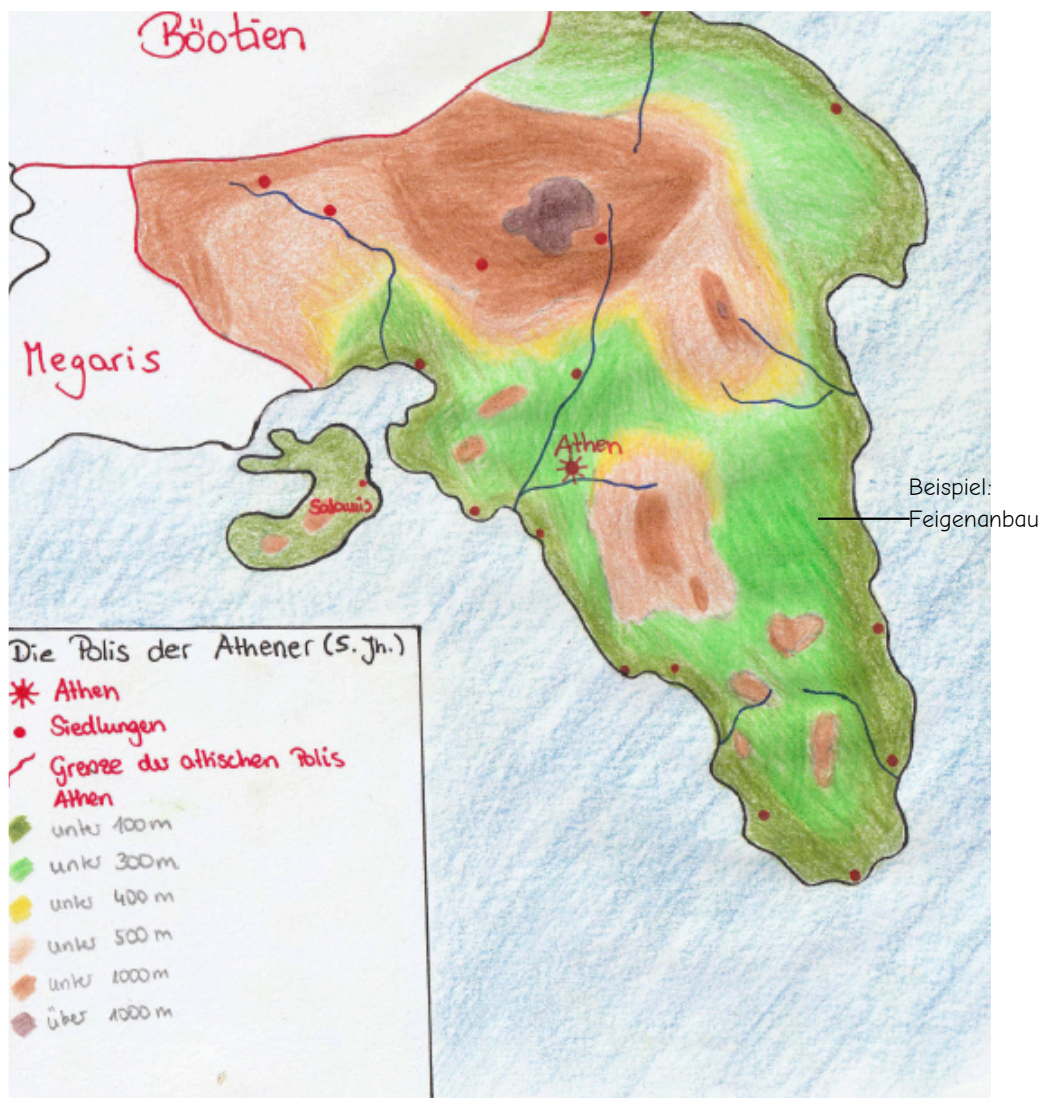 Böotien
Megaris
Athen
Salamis
Beispiel:
Feigenanbau
Die Polis der Athener (5. Jh.)
Athen
Siedlungen
Grenze der attischen Polis
Athen
unter 100 m
unter 300 m
unter 400 m
unter 500 m
unter 1000 m
über 1000 m